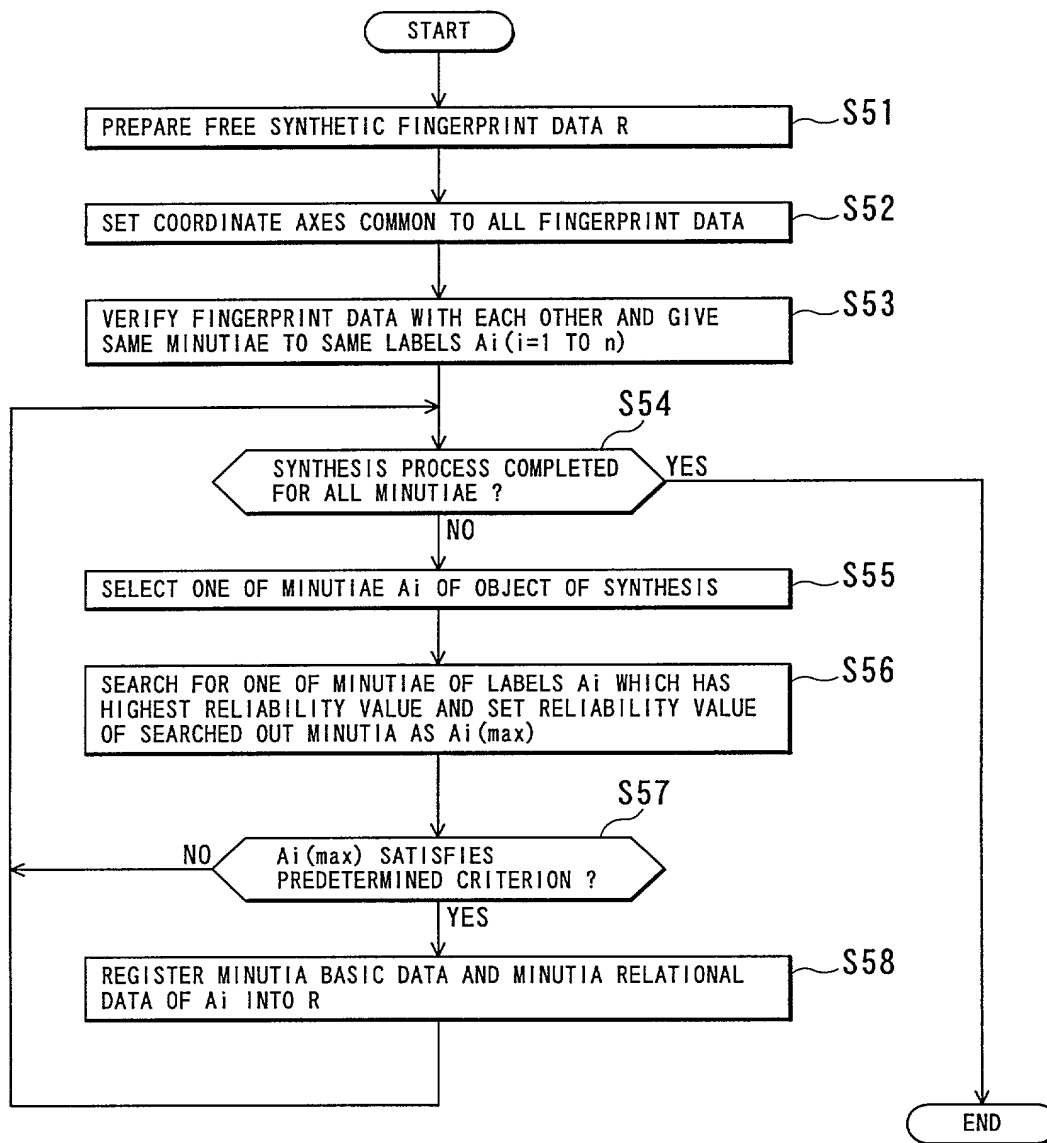 START
PREPARE FREE SYNTHETIC FINGERPRINT DATA R
S51
SET COORDINATE AXES COMMON TO ALL FINGERPRINT DATA
S52
VERIFY FINGERPRINT DATA WITH EACH OTHER AND GIVE
SAME MINUTIAE TO SAME LABELS Ai(i=1 TO n)
S53
S54
SYNTHESIS PROCESS COMPLETED
FOR ALL MINUTIAE ?
YES
NO
SELECT ONE OF MINUTIAE Ai OF OBJECT OF SYNTHESIS
S55
SEARCH FOR ONE OF MINUTIAE OF LABELS Ai WHICH HAS
HIGHEST RELIABILITY VALUE AND SET RELIABILITY VALUE
OF SEARCHED OUT MINUTIA AS Ai(max)
S56
S57
NO
Ai(max) SATISFIES
PREDETERMINED CRITERION ?
YES
REGISTER MINUTIA BASIC DATA AND MINUTIA RELATIONAL
DATA OF Ai INTO R
S58
END